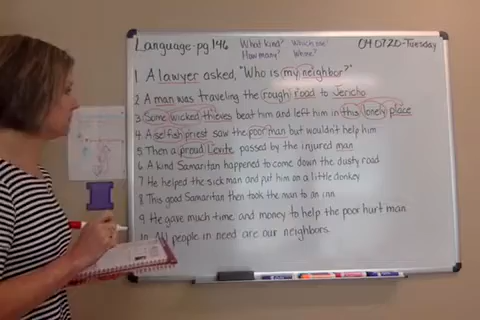 Language-pg 146
What kind? Which one?
How many? Whose?
040720-Tuesday
1 A lawyer asked, "Who is my neighbor?"
2 A man was traveling the rough road to Jericho
3 Some wicked thieves beat him and left him in this lonely place
4 A selfish priest saw the poor man but wouldn't help him
5 Then a proud Levite passed by the injured man
6 A kind Samaritan happened to come down the dusty road
7 He helped the sick man and put him on a little donkey
8 This good Samaritan then took the man to an inn
9 He gave much time and money to help the poor hurt man
10 All people in need are our neighbors.